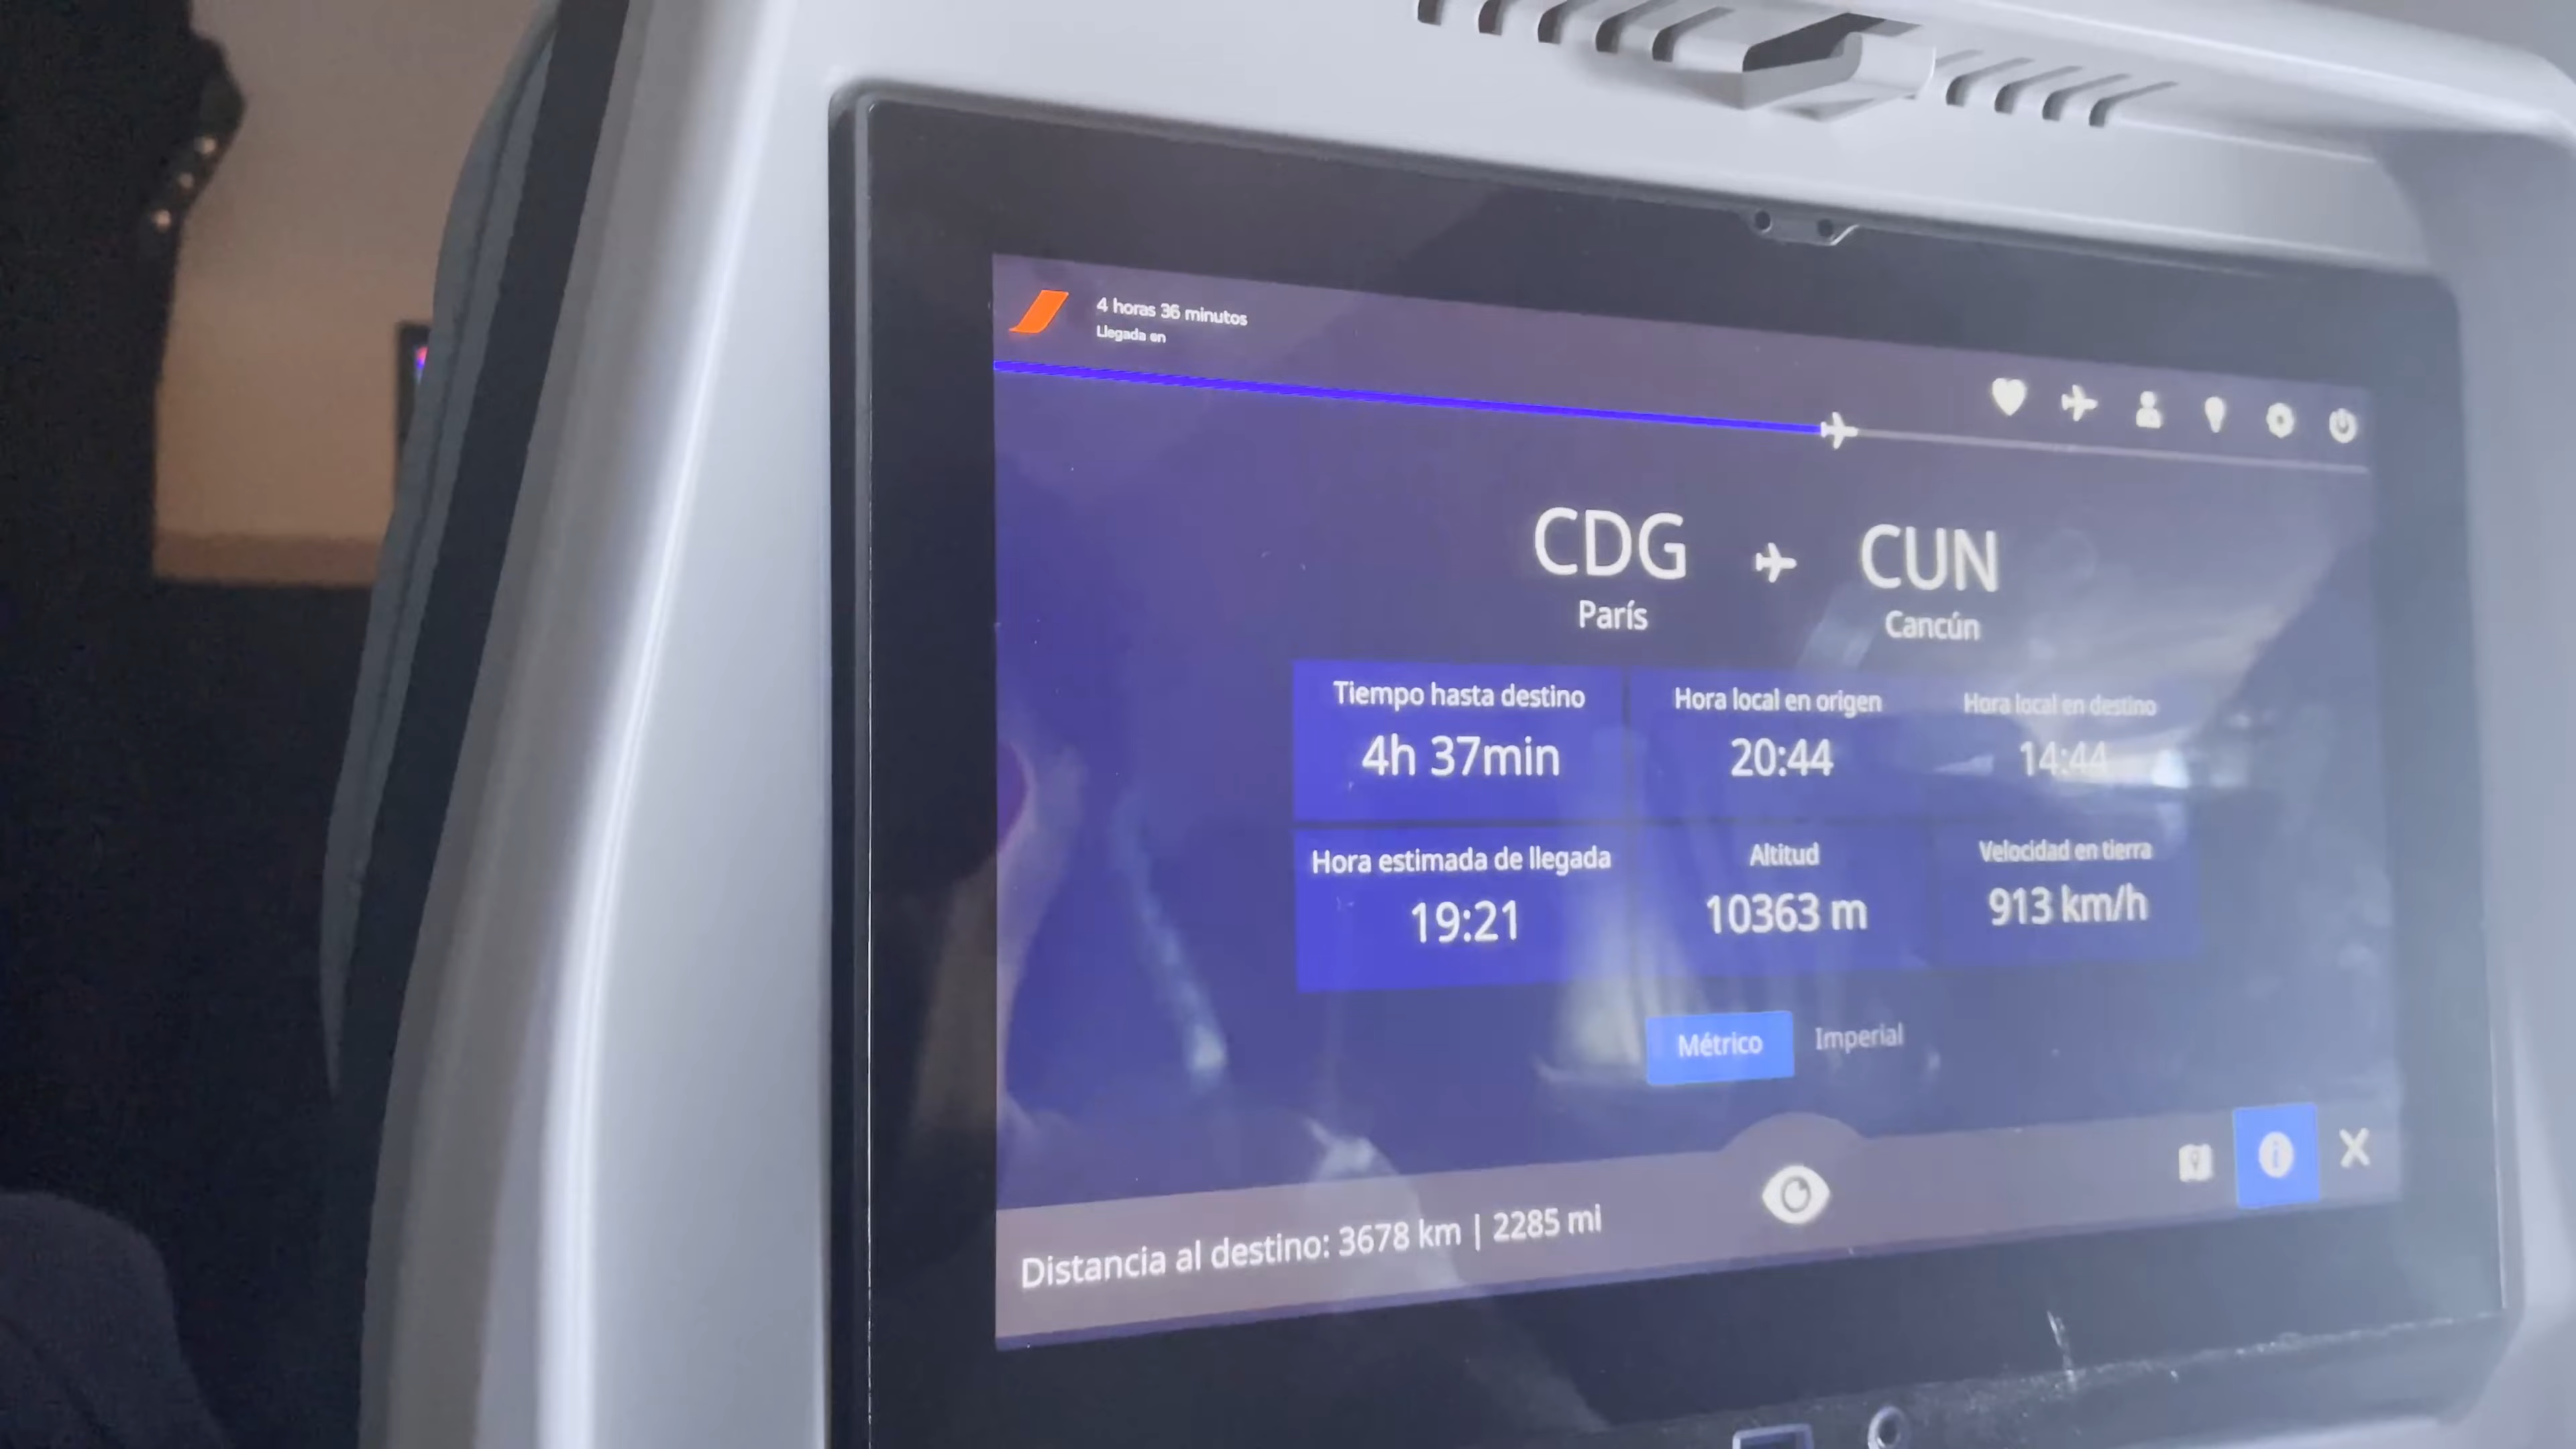 4 horas 36 minutos
Llegada en
CDG CUN
París Cancún
Tiempo hasta destino Hora local en origen Hora local en destino
4h 37min 20:44 14:44
Hora estimada de llegada Altitud Velocidad en tierra
19:21 10363 m 913 km/h
Métrico Imperial
Distancia al destino: 3678 km | 2285 mi